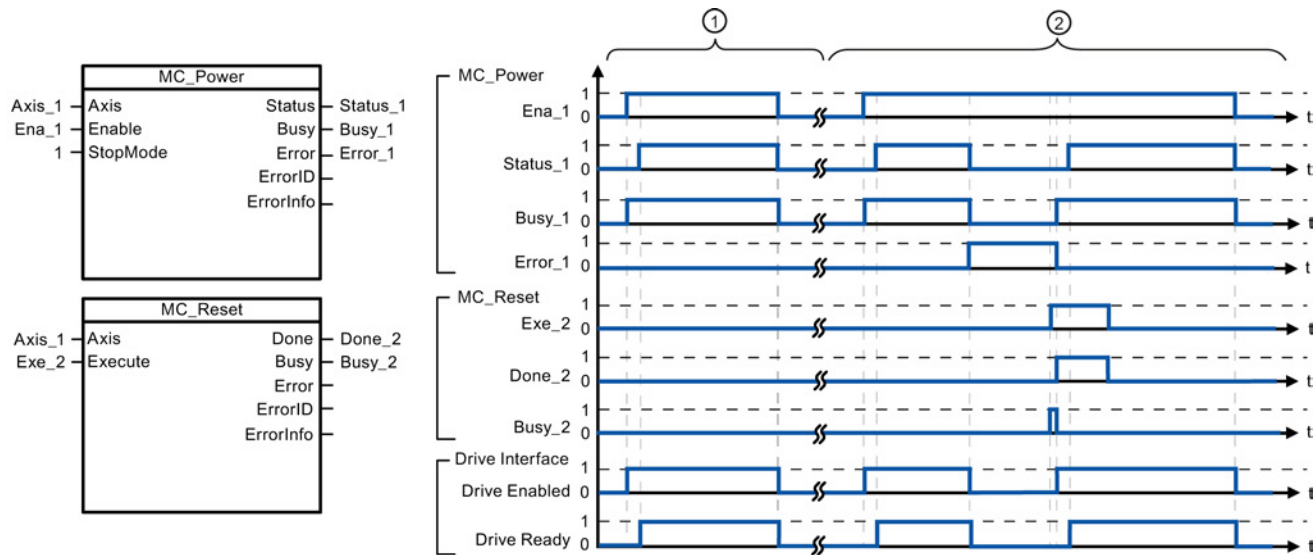 ① ②
MC_Power
Axis_1 Axis Status Status_1
Ena_1 Enable Busy Busy_1
1 StopMode Error Error_1
ErrorID
ErrorInfo
MC_Reset
Axis_1 Axis Done Done_2
Exe_2 Execute Busy Busy_2
Error
ErrorID
ErrorInfo
MC_Power
1
Ena_1 0 t
1
Status_1 0 t
1
Busy_1 0 t
1
Error_1 0 t
MC_Reset
1
Exe_2 0 t
1
Done_2 0 t
1
Busy_2 0 t
Drive Interface
1
Drive Enabled 0 t
1
Drive Ready 0 t